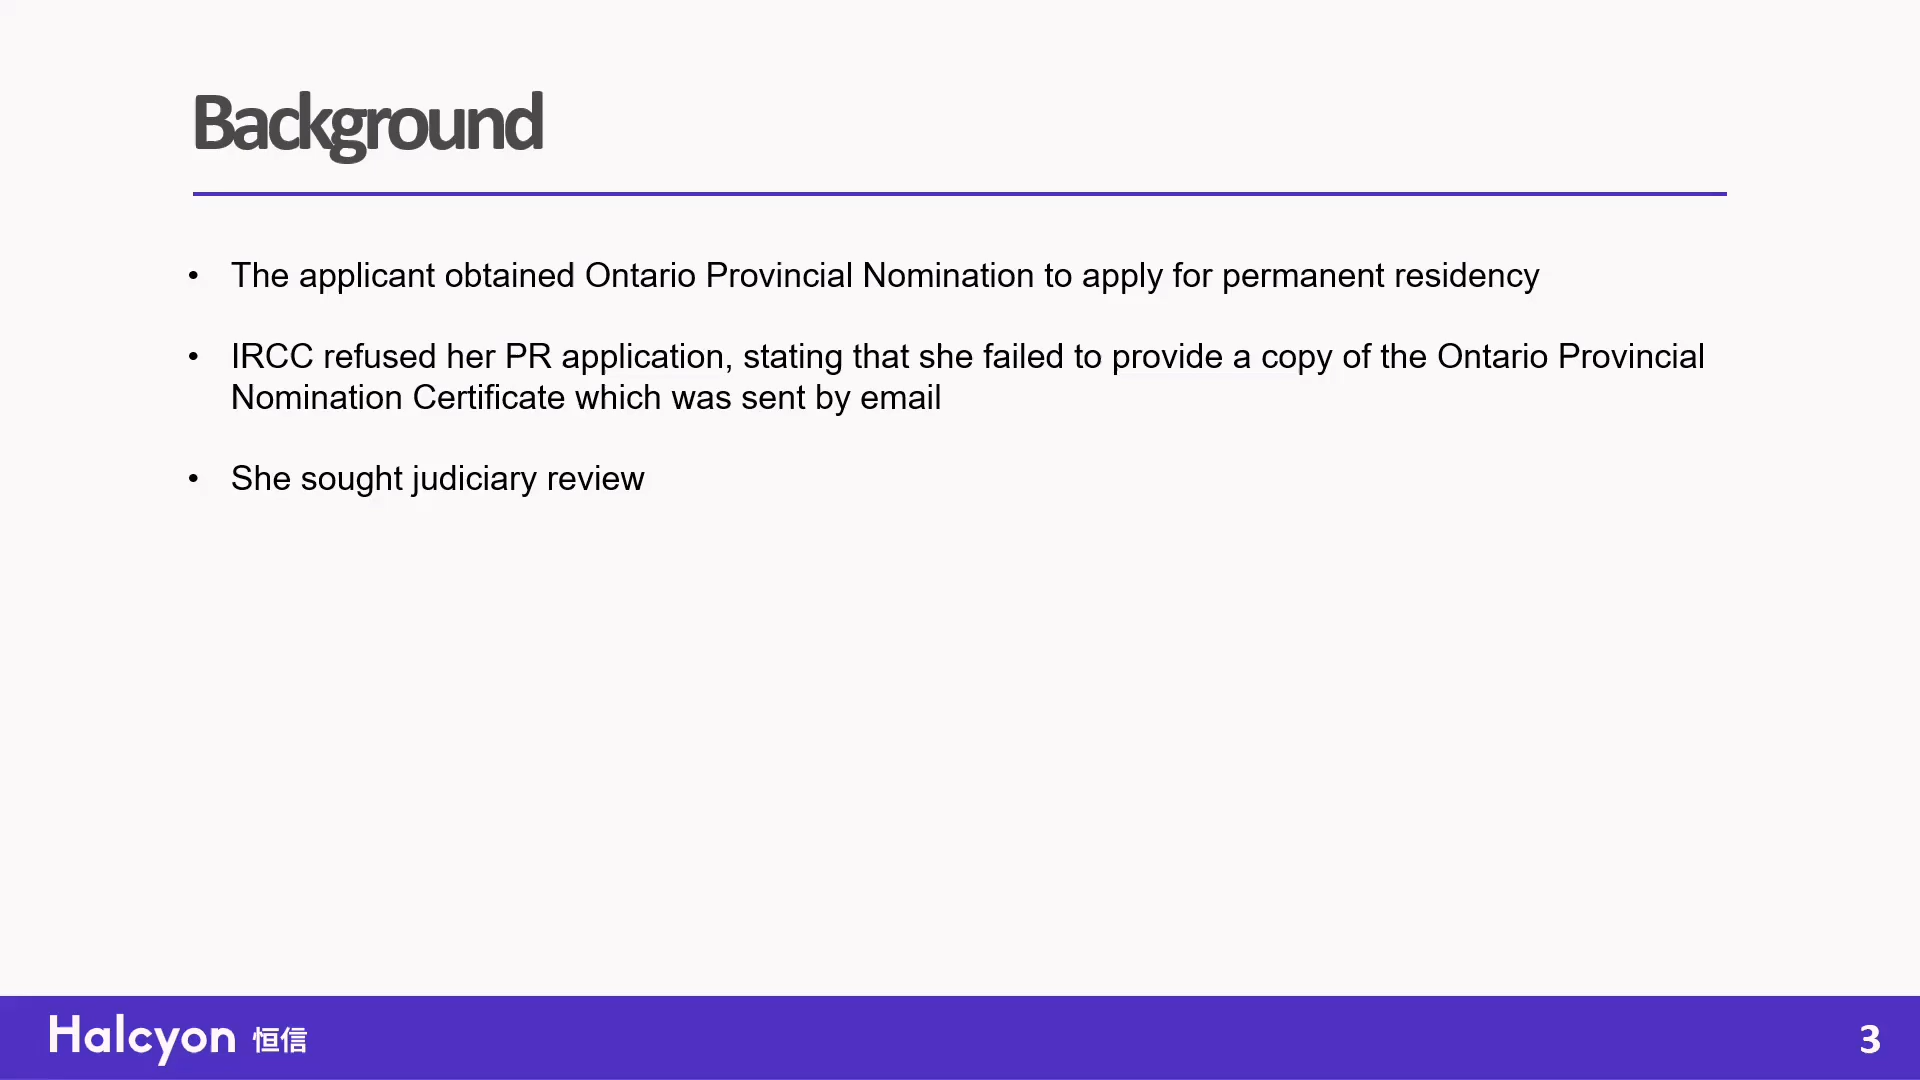 Background
• The applicant obtained Ontario Provincial Nomination to apply for permanent residency
• IRCC refused her PR application, stating that she failed to provide a copy of the Ontario Provincial
Nomination Certificate which was sent by email
• She sought judiciary review
Halcyon 恒信
3